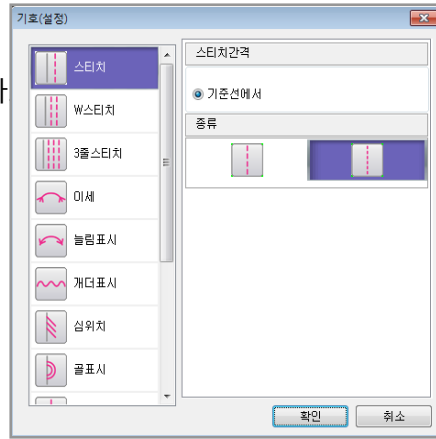 기호(설정)
스티치
W스티치
3줄스티치
이세
늘림표시
개더표시
심위치
골표시
스티치간격
기준선에서
종류
확인
취소